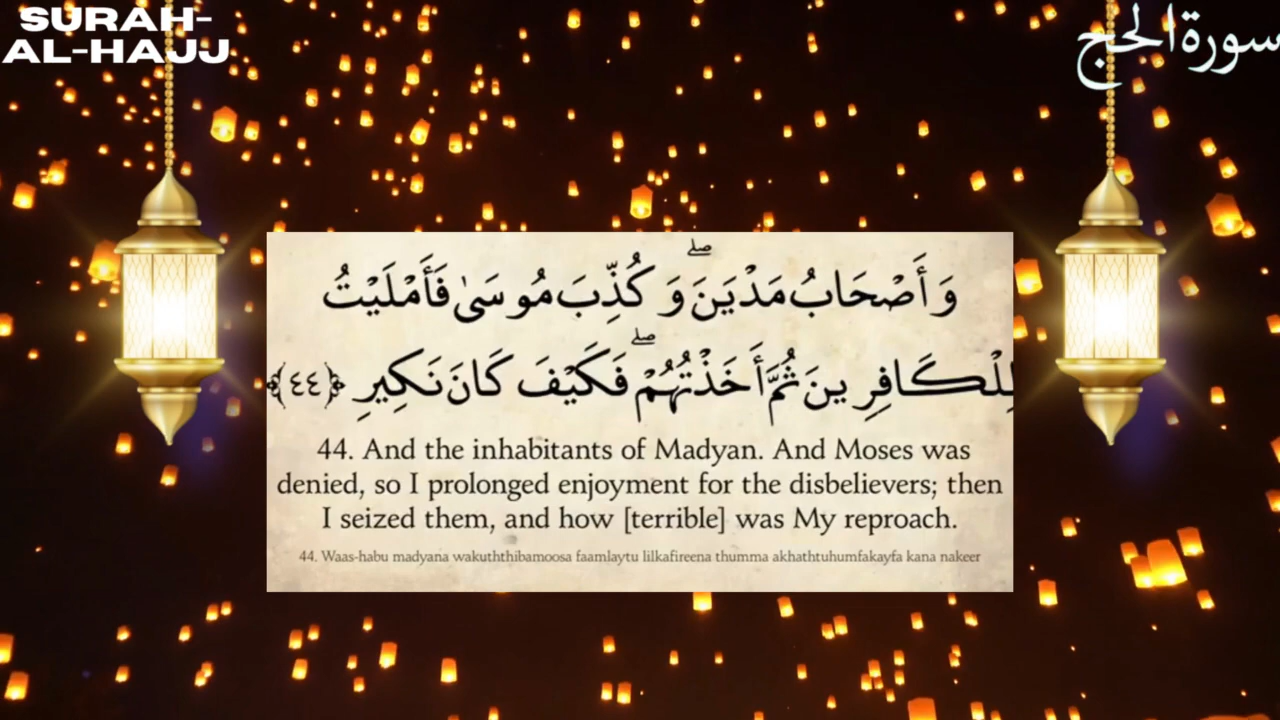 SURAH-
AL-HAJJ
سورة الحج
وَأَصْحَابُ مَدْيَنَ ۖ وَكُذِّبَ مُوسَىٰ فَأَمْلَيْتُ
لِلْكَافِرِينَ ثُمَّ أَخَذْتُهُمْ ۖ فَكَيْفَ كَانَ نَكِيرِ ﴿٤٤﴾
44. And the inhabitants of Madyan. And Moses was
denied, so I prolonged enjoyment for the disbelievers; then
I seized them, and how [terrible] was My reproach.
44. Waas-habu madyana wakuththibamoosa faamlaytu lilkafireena thumma akhathtuhumfakayfa kana nakeer